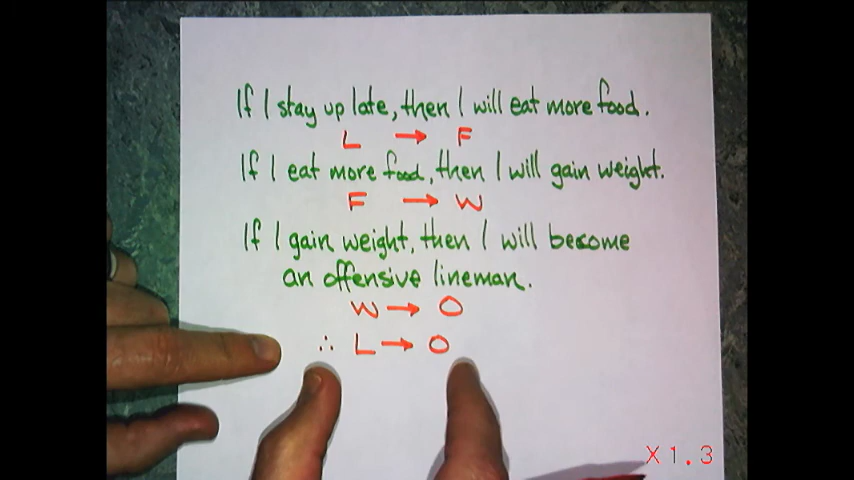 If I stay up late, then I will eat more food.
L → F
If I eat more food, then I will gain weight.
F → W
If I gain weight, then I will become
an offensive lineman.
W → O
∴ L → O
X1.3